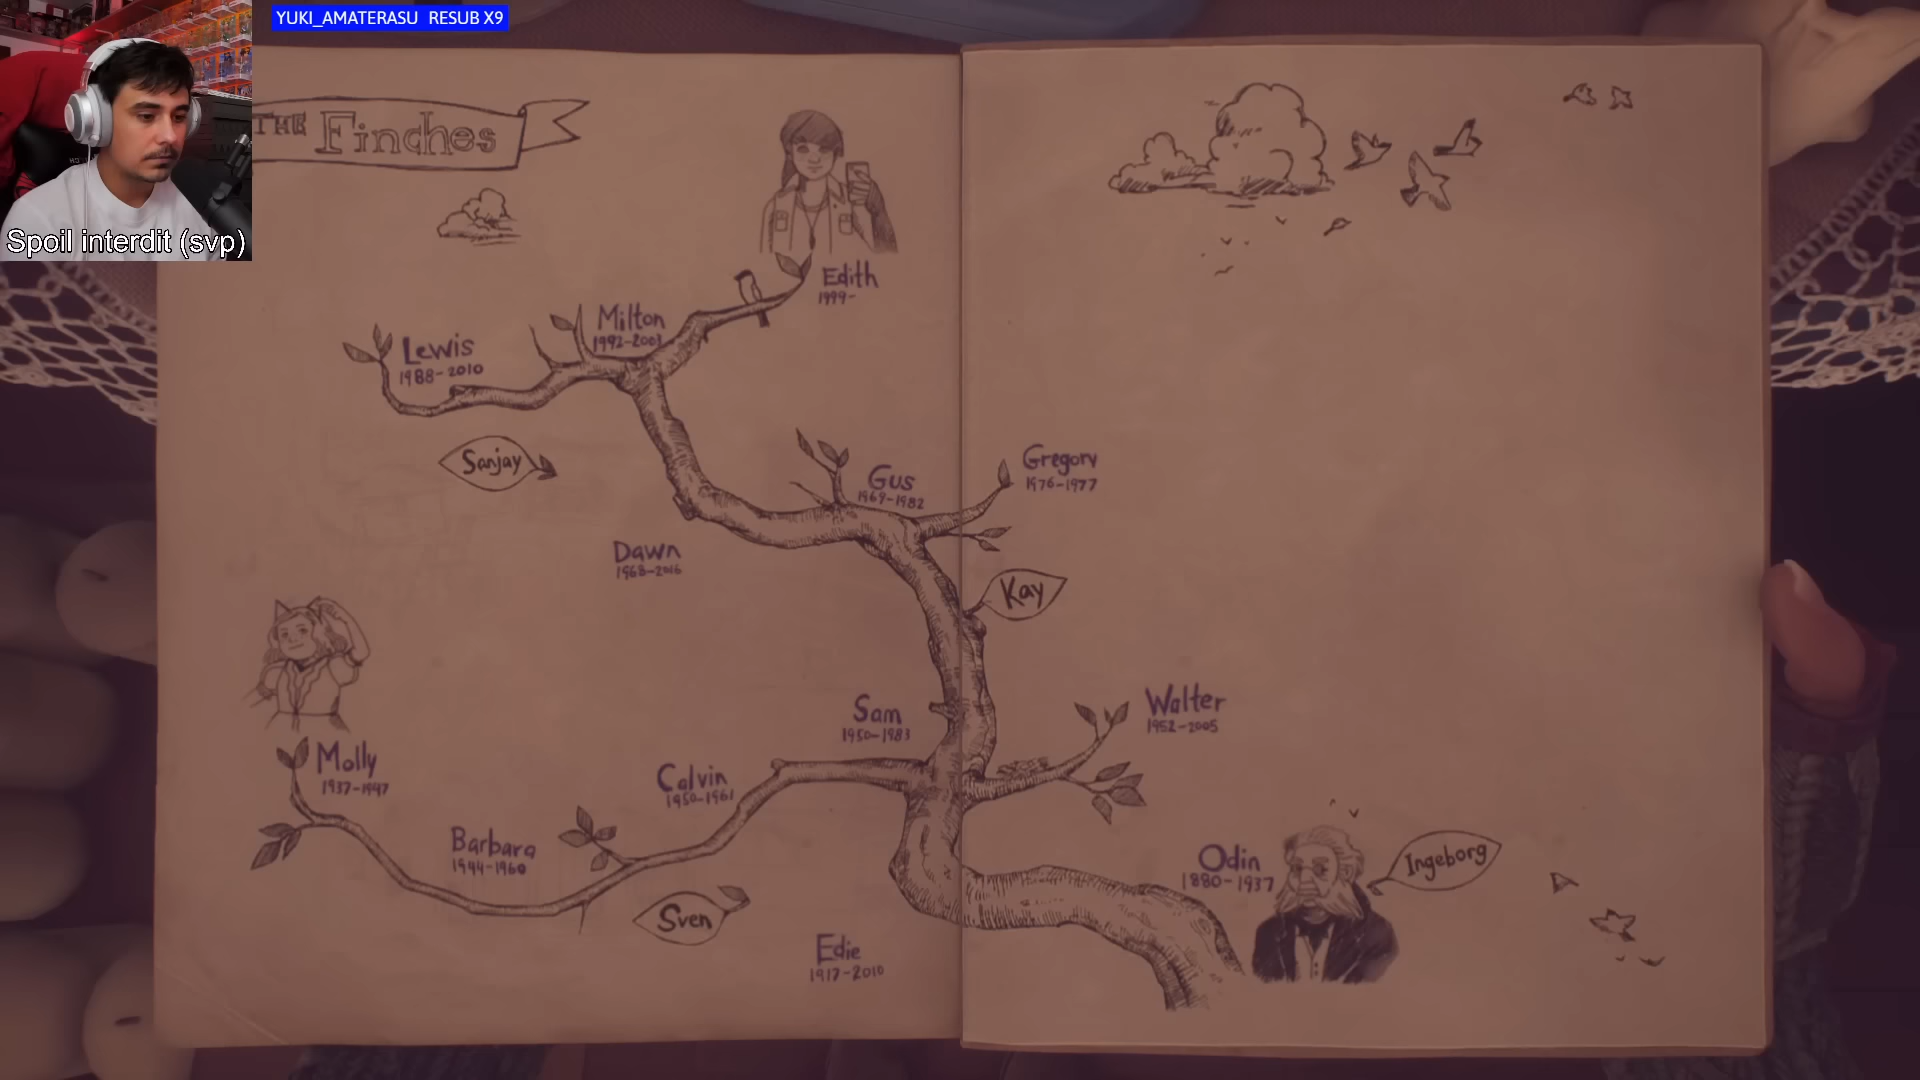 YUKI_AMATERASU RESUB X9
Spoil interdit (svp)
THE Finches
Edith
1999-
Milton
1992-2003
Lewis
1988-2010
Sanjay
Gus
1969-1982
Gregory
1976-1977
Dawn
1968-2016
Kay
Sam
1950-1983
Walter
1952-2005
Molly
1937-1947
Calvin
1950-1961
Barbara
1944-1960
Sven
Odin
1880-1937
Ingeborg
Edie
1917-2010